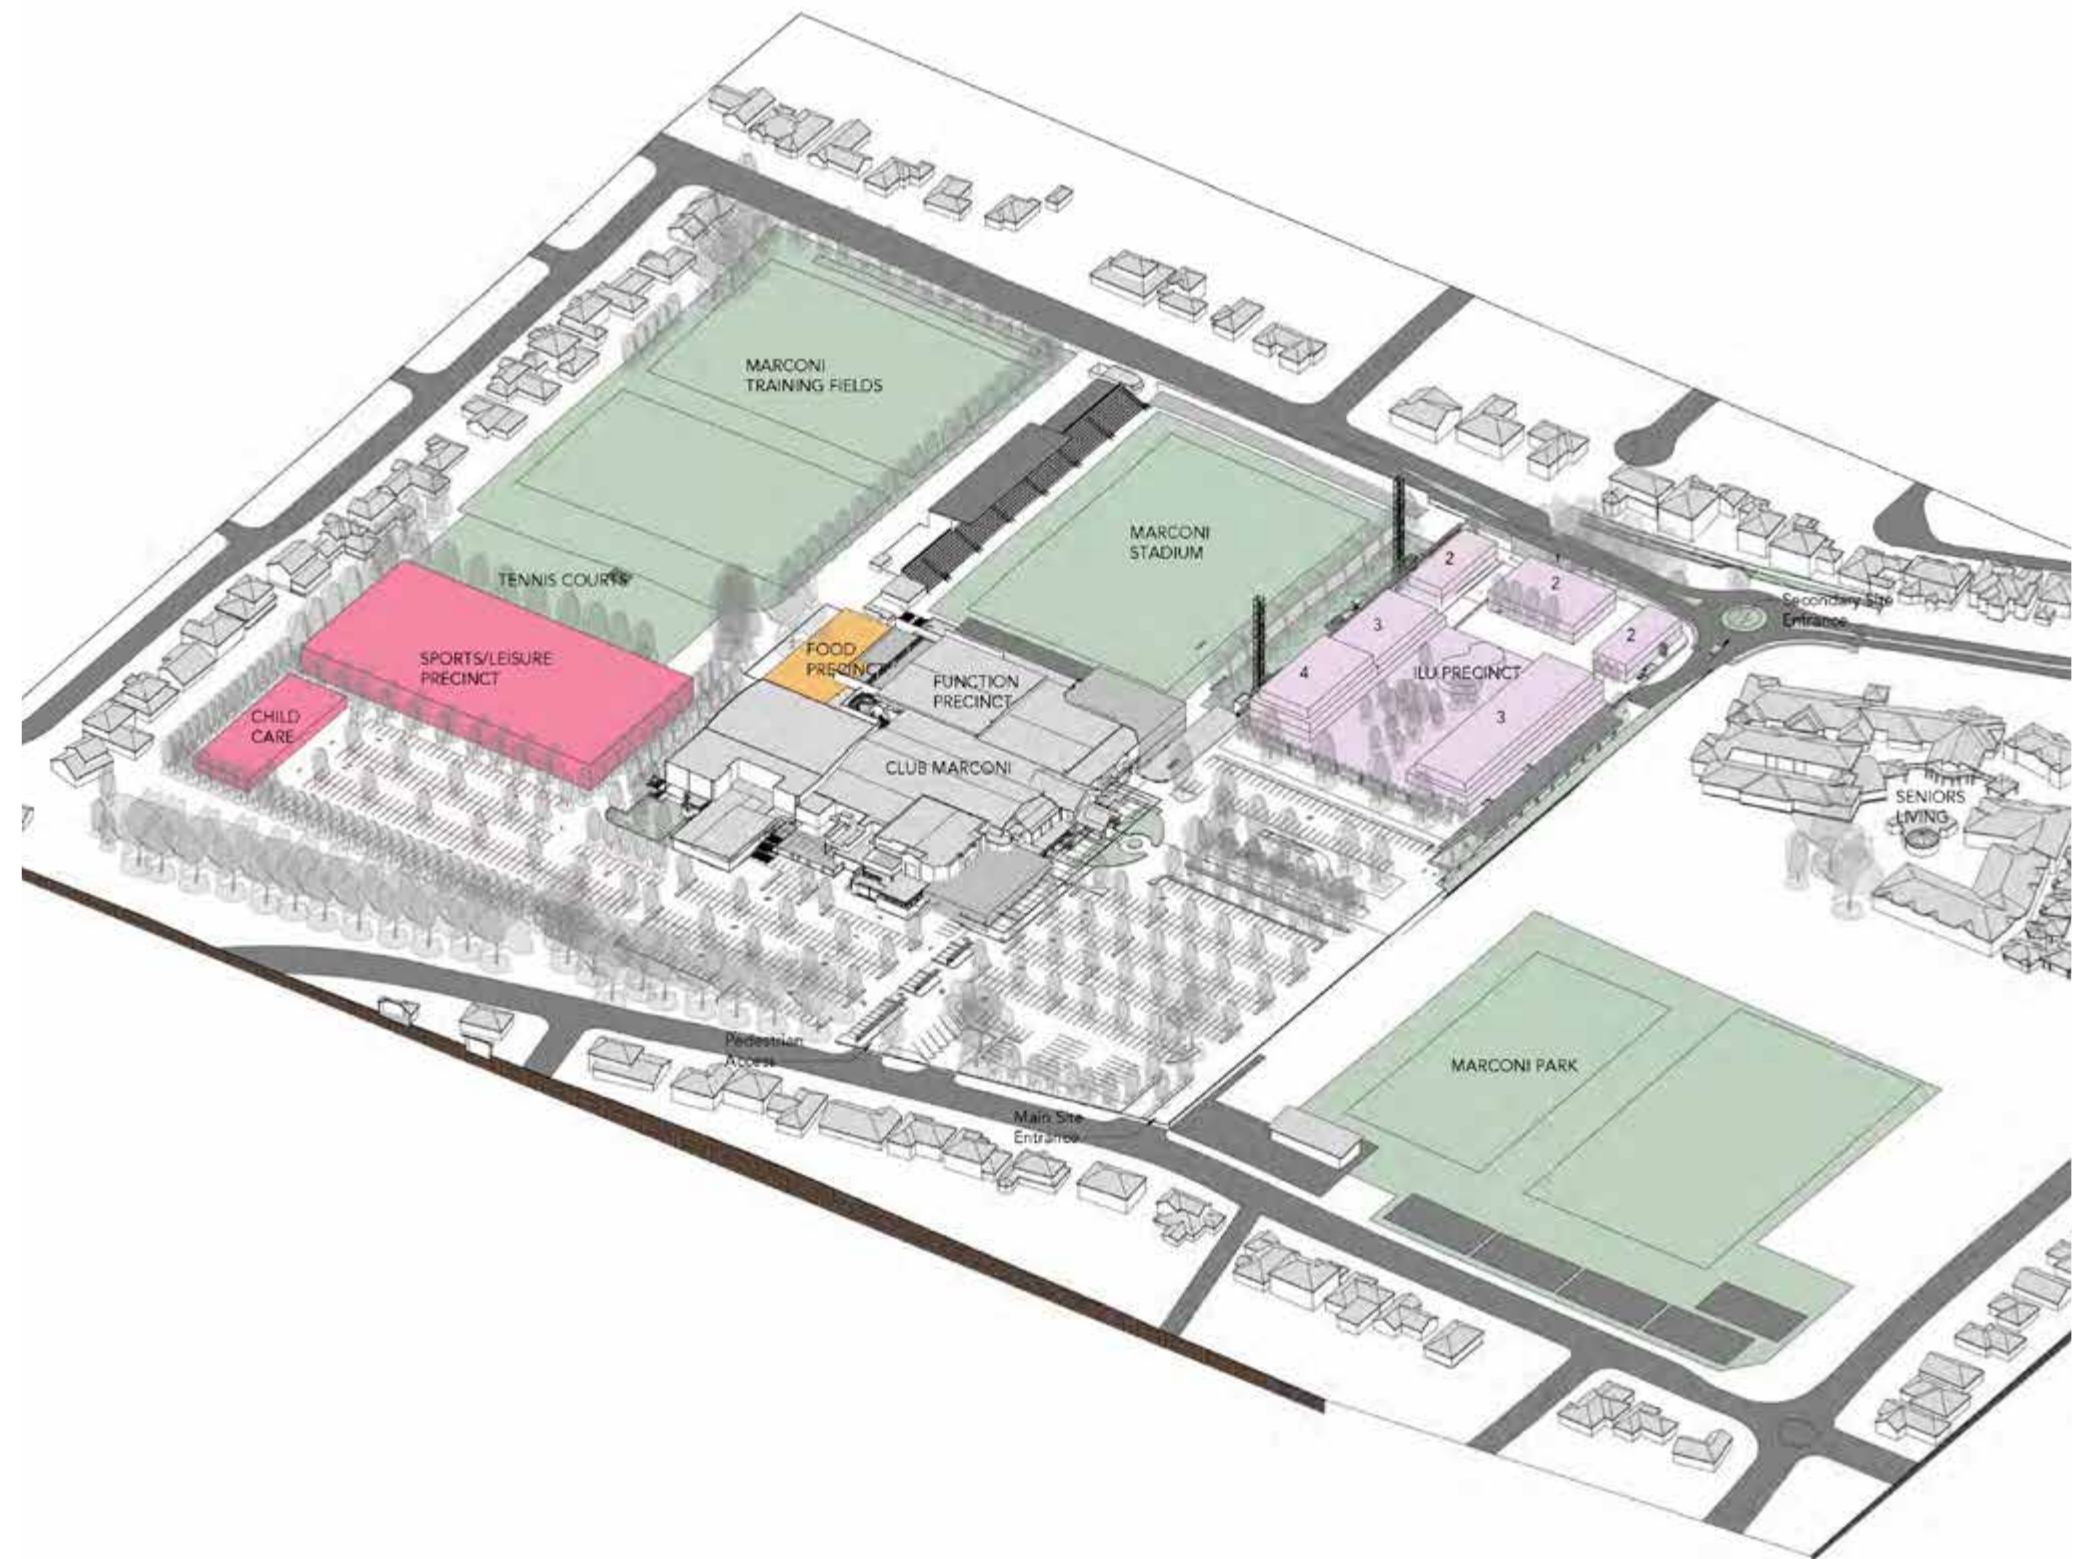 MARCONI
TRAINING FIELDS
MARCONI
STADIUM
TENNIS COURTS
2
2
2
3
4
ILU PRECINCT
3
Secondary Site
Entrance
FOOD
PRECINCT
SPORTS/LEISURE
PRECINCT
FUNCTION
PRECINCT
CHILD
CARE
CLUB MARCONI
SENIORS
LIVING
Pedestrian
Access
MARCONI PARK
Main Site
Entrance